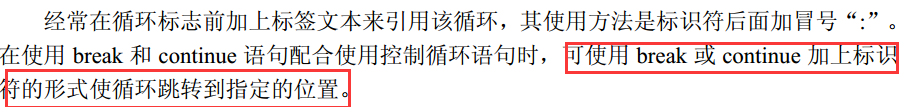 经常在循环标志前加上标签文本来引用该循环，其使用方法是标识符后面加冒号“:”。
在使用 break 和 continue 语句配合使用控制循环语句时，可使用 break 或 continue 加上标识
符的形式使循环跳转到指定的位置。